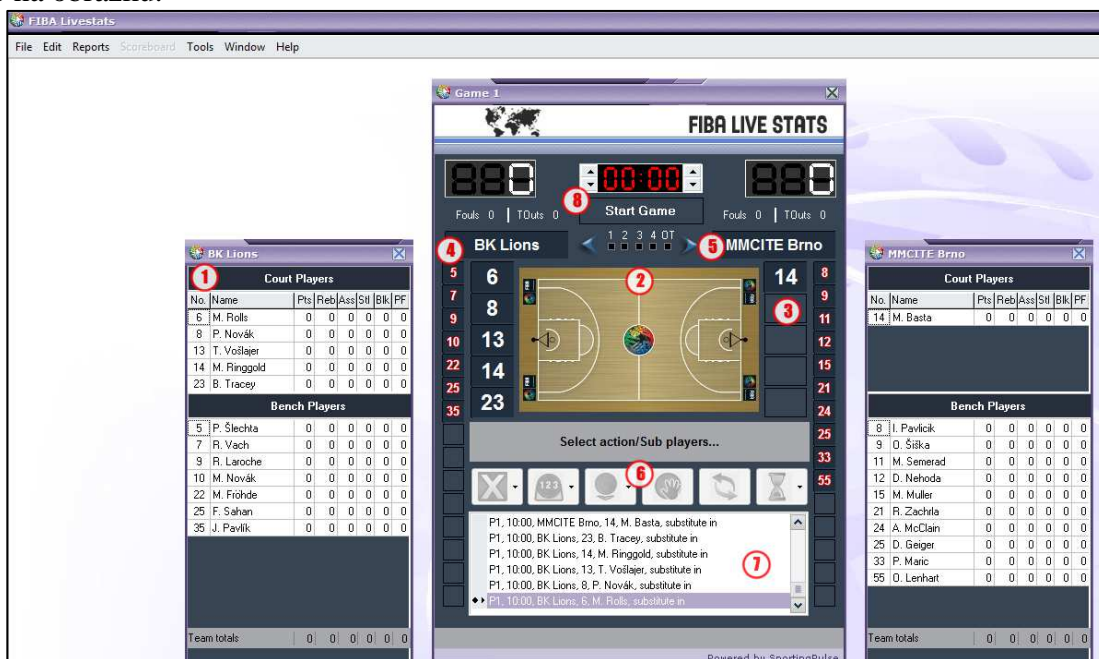 FIBA Livestats
File Edit Reports Scoreboard Tools Window Help
Game 1
FIBA LIVE STATS
0 00:00 0
8
Fouls 0 | TOuts 0 Start Game Fouls 0 | TOuts 0
1 2 3 4 OT
4 BK Lions 5 MMCITE Brno
5 6 2 14 8
7 8 3 9
9 11
10 13 12
22 14 15
25 21
35 23 24
Select action/Sub players... 25
33
6 55
123
P1, 10:00, MMCITE Brno, 14, M. Basta, substitute in
P1, 10:00, BK Lions, 23, B. Tracey, substitute in
P1, 10:00, BK Lions, 14, M. Ringgold, substitute in
P1, 10:00, BK Lions, 13, T. Vošlajer, substitute in
P1, 10:00, BK Lions, 8, P. Novák, substitute in
P1, 10:00, BK Lions, 6, M. Rolls, substitute in
7
Powered by SportingPulse
BK Lions
1 Court Players
No. Name Pts Reb Ass Stl Blk PF
6 M. Rolls 0 0 0 0 0 0
8 P. Novák 0 0 0 0 0 0
13 T. Vošlajer 0 0 0 0 0 0
14 M. Ringgold 0 0 0 0 0 0
23 B. Tracey 0 0 0 0 0 0
Bench Players
5 P. Šlechta 0 0 0 0 0 0
7 R. Vach 0 0 0 0 0 0
9 R. Laroche 0 0 0 0 0 0
10 M. Novák 0 0 0 0 0 0
22 M. Fröhde 0 0 0 0 0 0
25 F. Sahan 0 0 0 0 0 0
35 J. Pavlík 0 0 0 0 0 0
Team totals 0 0 0 0 0 0
MMCITE Brno
Court Players
No. Name Pts Reb Ass Stl Blk PF
14 M. Basta 0 0 0 0 0 0
Bench Players
8 I. Pavlicik 0 0 0 0 0 0
9 O. Šiška 0 0 0 0 0 0
11 M. Semerad 0 0 0 0 0 0
12 D. Nehoda 0 0 0 0 0 0
15 M. Muller 0 0 0 0 0 0
21 R. Zachrla 0 0 0 0 0 0
24 A. McClain 0 0 0 0 0 0
25 D. Geiger 0 0 0 0 0 0
33 P. Maric 0 0 0 0 0 0
55 O. Lenhart 0 0 0 0 0 0
Team totals 0 0 0 0 0 0